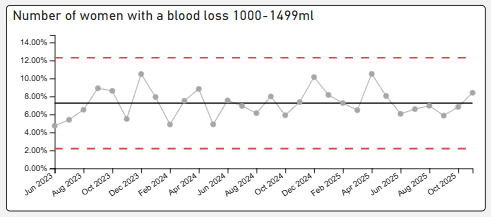 Number of women with a blood loss 1000-1499ml
14.00%
12.00%
10.00%
8.00%
6.00%
4.00%
2.00%
0.00%
Jun 2023
Aug 2023
Oct 2023
Dec 2023
Feb 2024
Apr 2024
Jun 2024
Aug 2024
Oct 2024
Dec 2024
Feb 2025
Apr 2025
Jun 2025
Aug 2025
Oct 2025